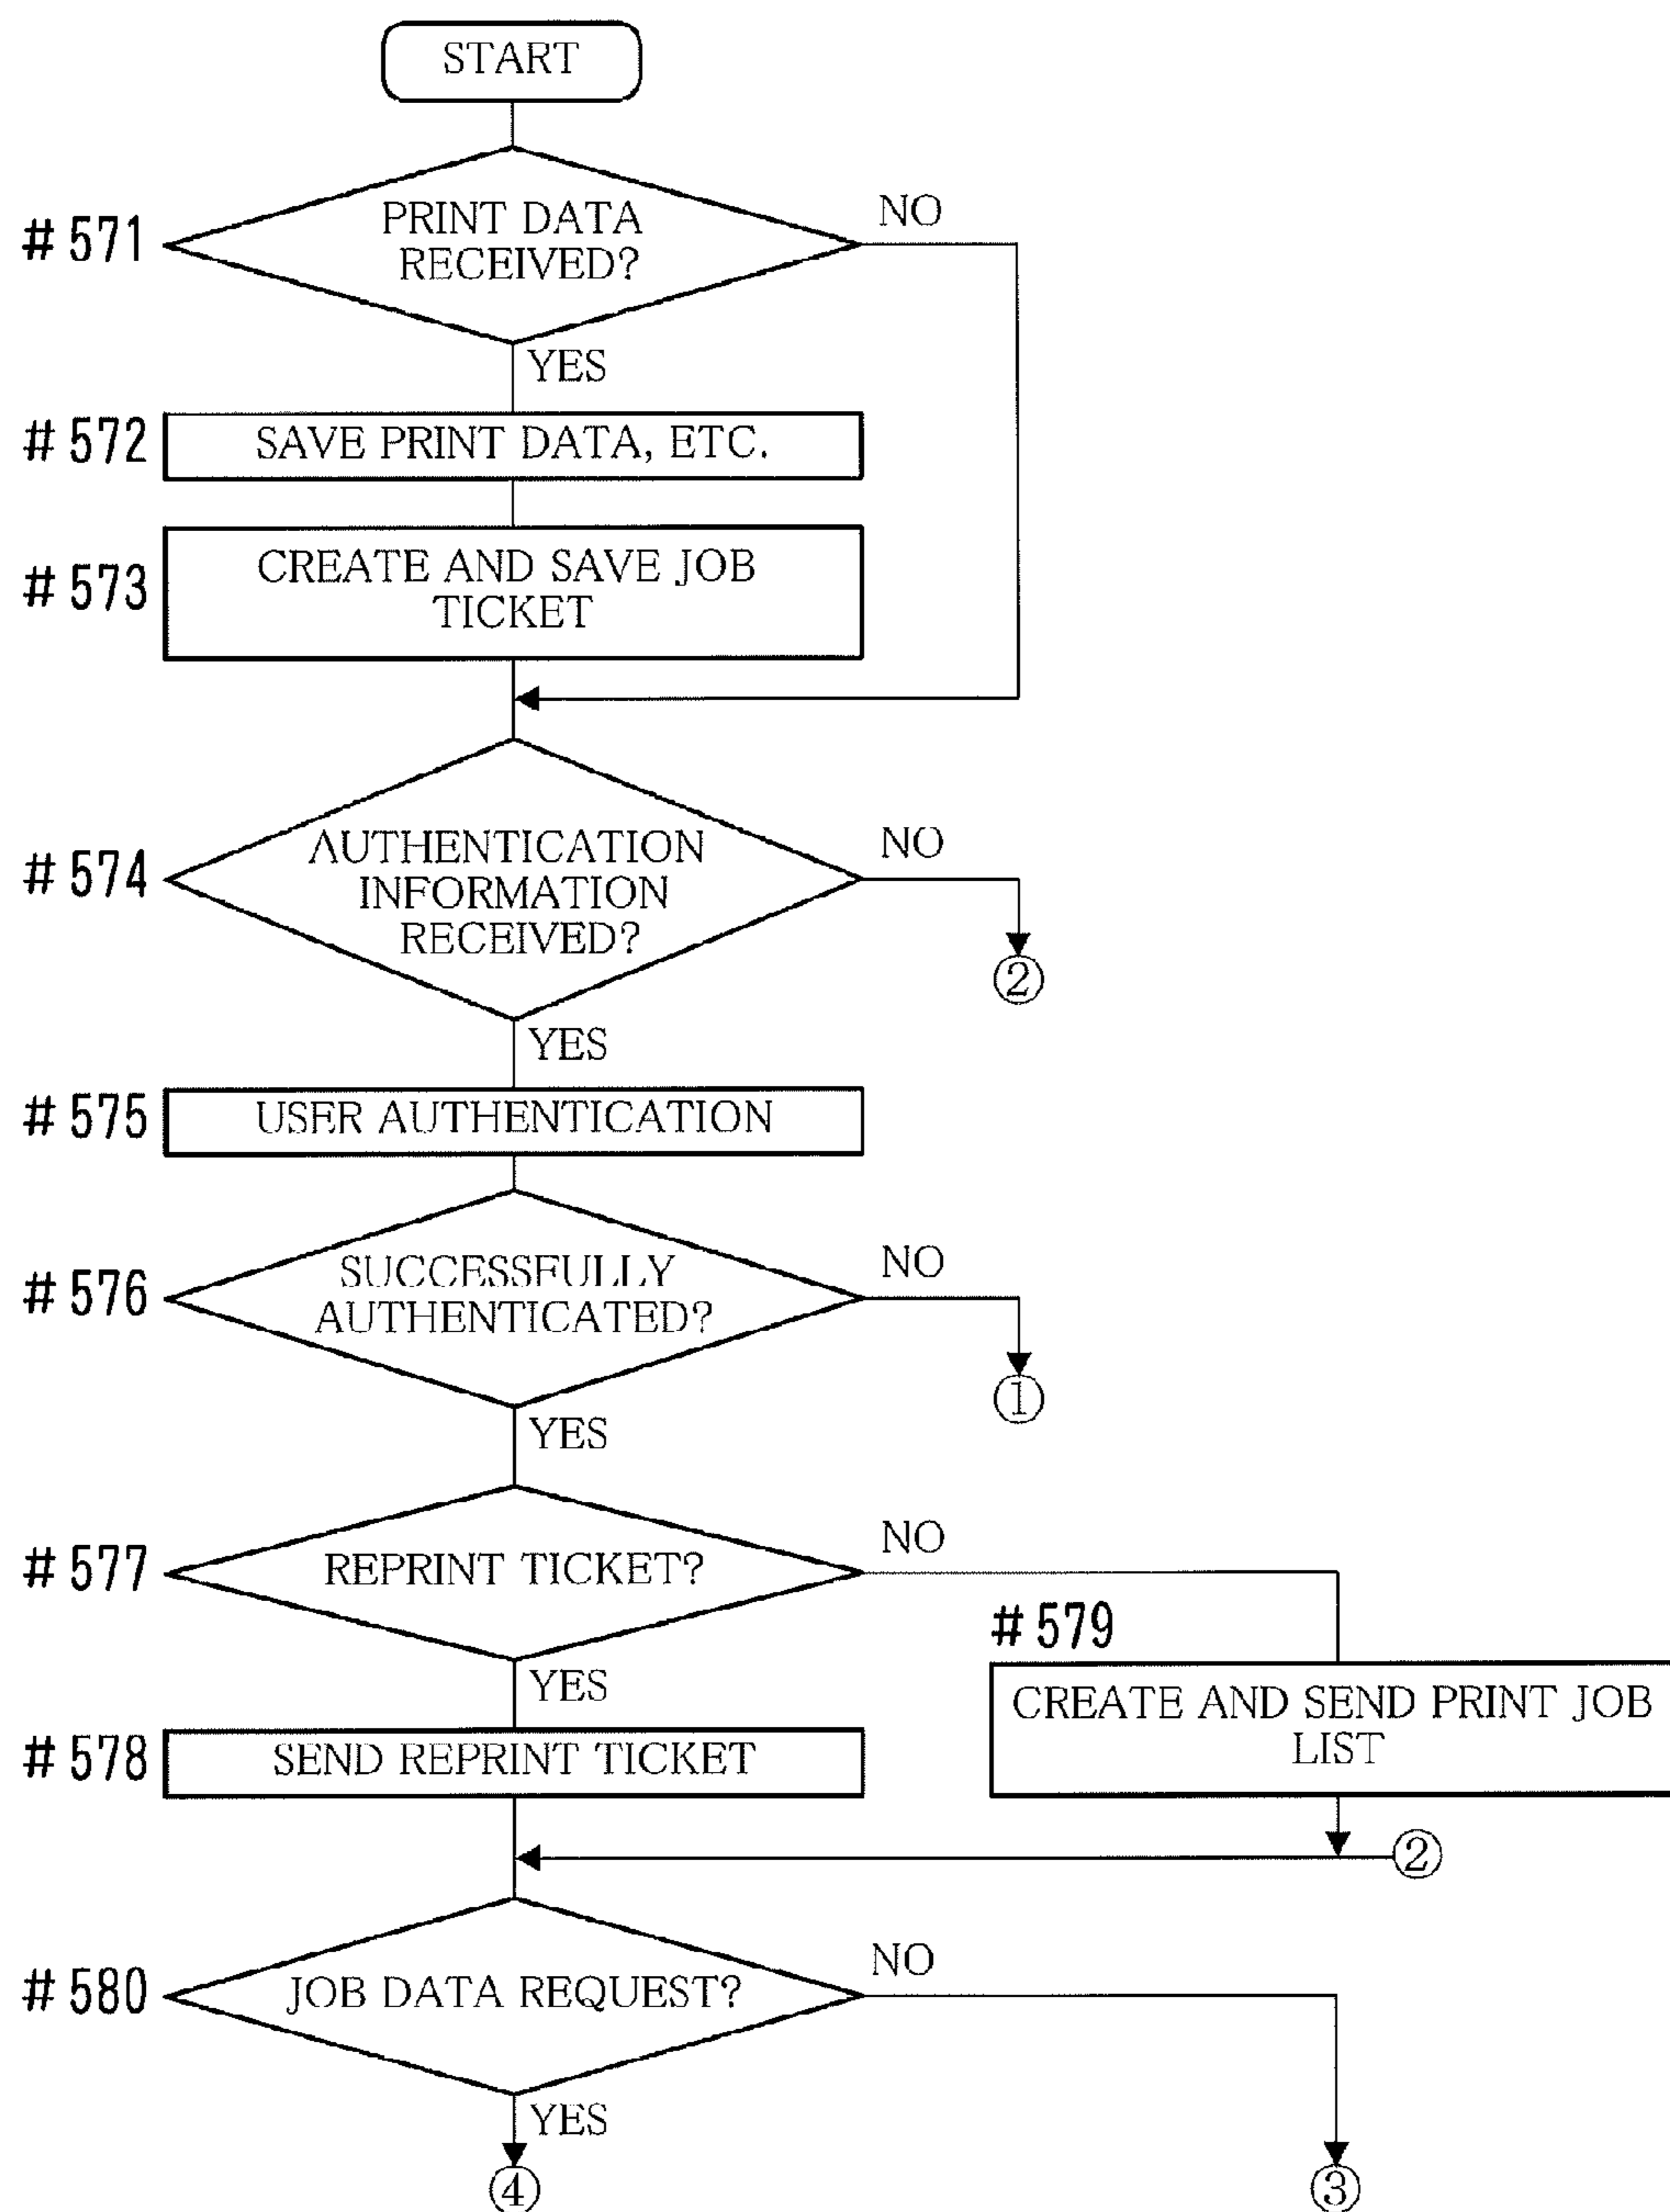 START
# 571
PRINT DATA
RECEIVED?
NO
YES
# 572
SAVE PRINT DATA, ETC.
# 573
CREATE AND SAVE JOB
TICKET
# 574
AUTHENTICATION
INFORMATION
RECEIVED?
NO
②
YES
# 575
USER AUTHENTICATION
# 576
SUCCESSFULLY
AUTHENTICATED?
NO
①
YES
# 577
REPRINT TICKET?
NO
# 579
CREATE AND SEND PRINT JOB
LIST
YES
# 578
SEND REPRINT TICKET
②
# 580
JOB DATA REQUEST?
NO
YES
④
③